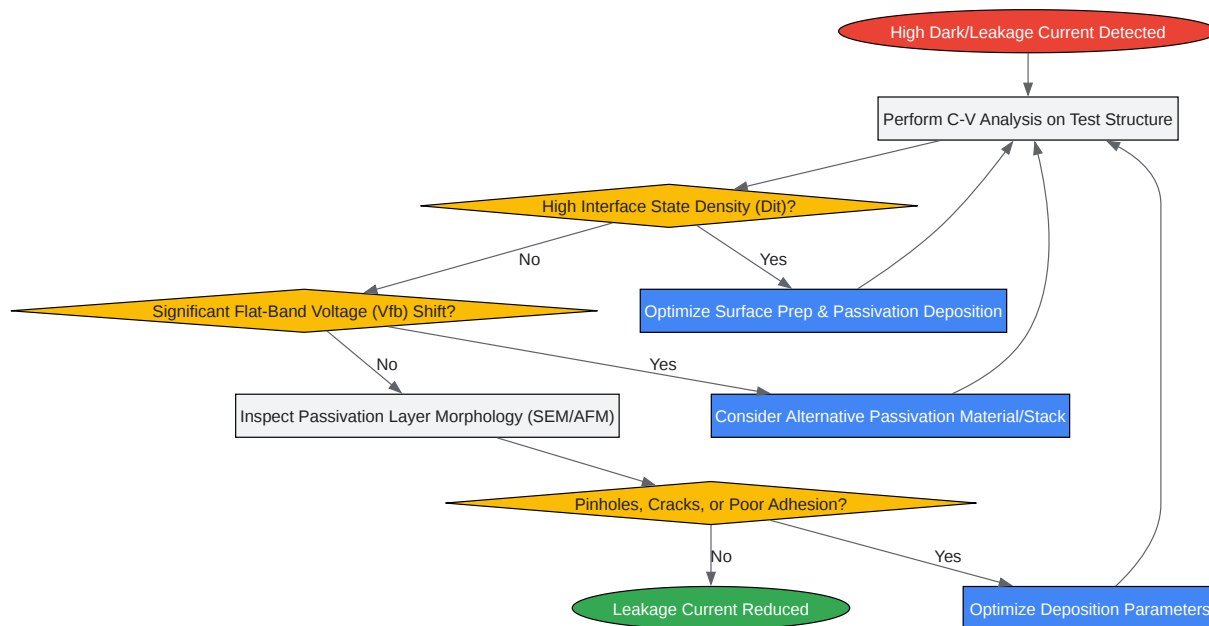 High Dark/Leakage Current Detected
Perform C-V Analysis on Test Structure
High Interface State Density (Dit)?
No
Yes
Significant Flat-Band Voltage (Vfb) Shift?
Optimize Surface Prep & Passivation Deposition
No
Yes
Inspect Passivation Layer Morphology (SEM/AFM)
Consider Alternative Passivation Material/Stack
Pinholes, Cracks, or Poor Adhesion?
No
Yes
Leakage Current Reduced
Optimize Deposition Parameters